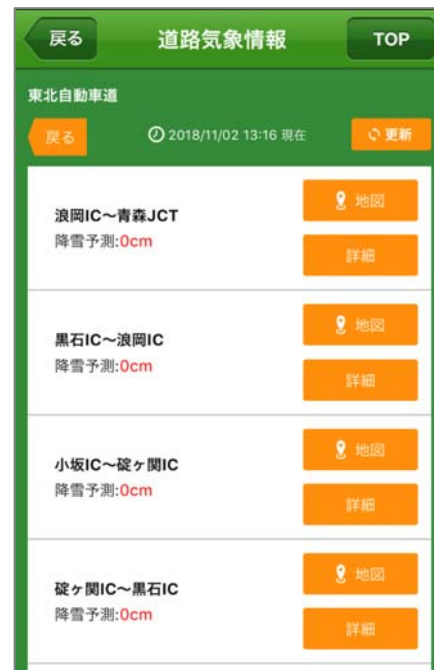 戻る 道路気象情報 TOP
東北自動車道
戻る 2018/11/02 13:16 現在 更新
浪岡IC～青森JCT
降雪予測:0cm
地図
詳細
黒石IC～浪岡IC
降雪予測:0cm
地図
詳細
小坂IC～碇ヶ関IC
降雪予測:0cm
地図
詳細
碇ヶ関IC～黒石IC
降雪予測:0cm
地図
詳細